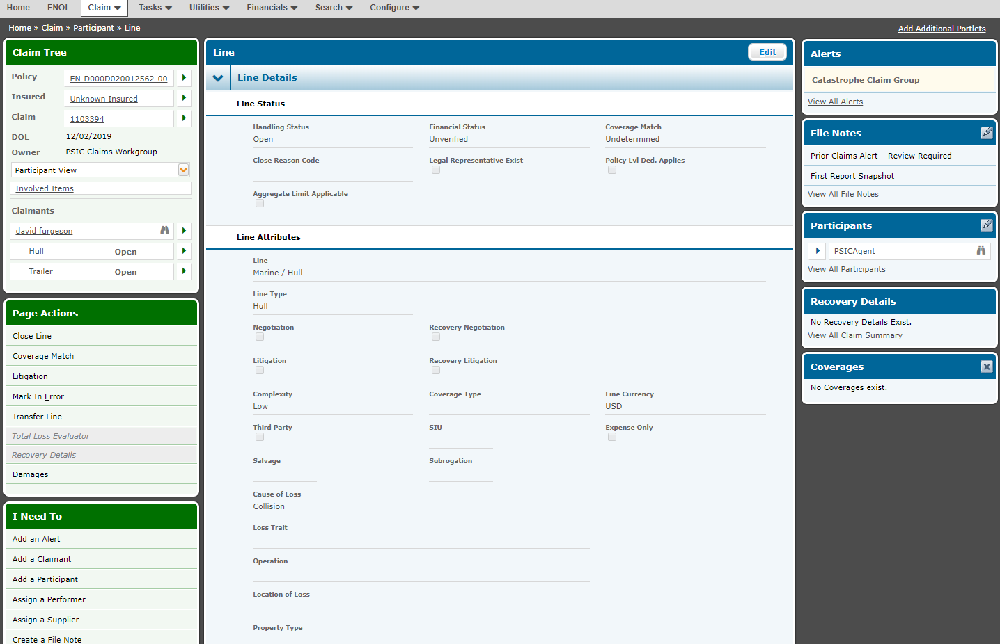 Home FNOL Claim Tasks Utilities Financials Search Configure
Home » Claim » Participant » Line
Add Additional Portlets
Claim Tree
Policy EN-D000D020012562-00
Insured Unknown Insured
Claim 1103394
DOL 12/02/2019
Owner PSIC Claims Workgroup
Participant View
Involved Items
Claimants
david furgeson
Hull Open
Trailer Open
Page Actions
Close Line
Coverage Match
Litigation
Mark In Error
Transfer Line
Total Loss Evaluator
Recovery Details
Damages
I Need To
Add an Alert
Add a Claimant
Add a Participant
Assign a Performer
Assign a Supplier
Create a File Note
Line Edit
Line Details
Line Status
Handling Status Financial Status Coverage Match
Open Unverified Undetermined
Close Reason Code Legal Representative Exist Policy Lvl Ded. Applies
Aggregate Limit Applicable
Line Attributes
Line
Marine / Hull
Line Type
Hull
Negotiation Recovery Negotiation
Litigation Recovery Litigation
Complexity Coverage Type Line Currency
Low USD
Third Party SIU Expense Only
Salvage Subrogation
Cause of Loss
Collision
Loss Trait
Operation
Location of Loss
Property Type
Alerts
Catastrophe Claim Group
View All Alerts
File Notes
Prior Claims Alert – Review Required
First Report Snapshot
View All File Notes
Participants
PSICAgent
View All Participants
Recovery Details
No Recovery Details Exist.
View All Claim Summary
Coverages
No Coverages exist.